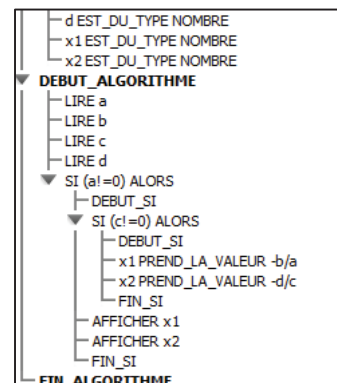 d EST_DU_TYPE NOMBRE
x1 EST_DU_TYPE NOMBRE
x2 EST_DU_TYPE NOMBRE
DEBUT_ALGORITHME
LIRE a
LIRE b
LIRE c
LIRE d
SI (a!=0) ALORS
DEBUT_SI
SI (c!=0) ALORS
DEBUT_SI
x1 PREND_LA_VALEUR -b/a
x2 PREND_LA_VALEUR -d/c
FIN_SI
AFFICHER x1
AFFICHER x2
FIN_SI
FIN_ALGORITHME